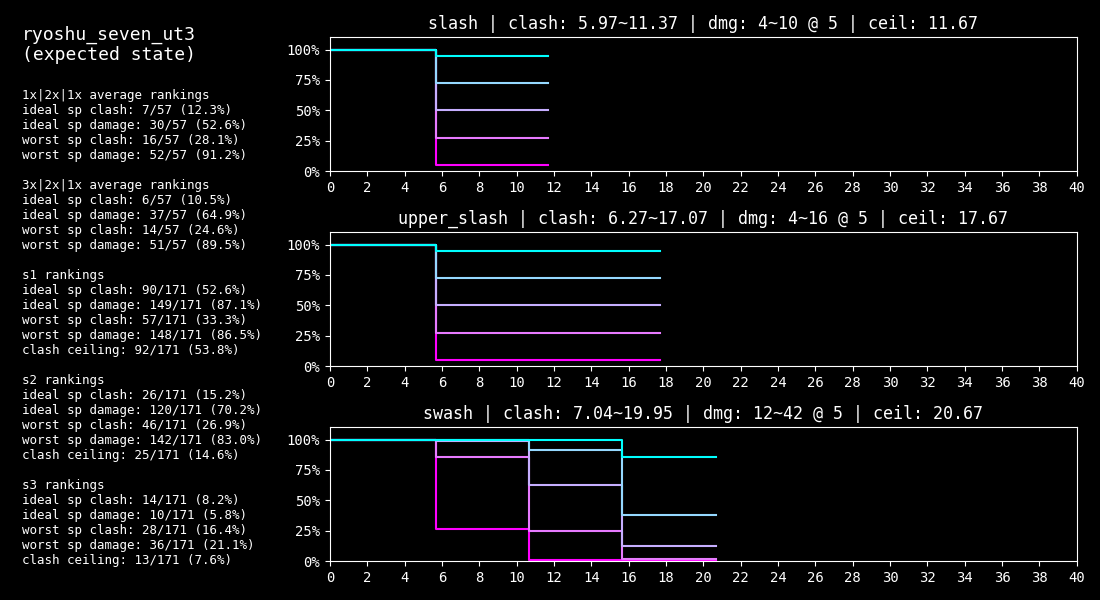 ryoshu_seven_ut3
(expected state)
1x|2x|1x average rankings
ideal sp clash: 7/57 (12.3%)
ideal sp damage: 30/57 (52.6%)
worst sp clash: 16/57 (28.1%)
worst sp damage: 52/57 (91.2%)
3x|2x|1x average rankings
ideal sp clash: 6/57 (10.5%)
ideal sp damage: 37/57 (64.9%)
worst sp clash: 14/57 (24.6%)
worst sp damage: 51/57 (89.5%)
s1 rankings
ideal sp clash: 90/171 (52.6%)
ideal sp damage: 149/171 (87.1%)
worst sp clash: 57/171 (33.3%)
worst sp damage: 148/171 (86.5%)
clash ceiling: 92/171 (53.8%)
s2 rankings
ideal sp clash: 26/171 (15.2%)
ideal sp damage: 120/171 (70.2%)
worst sp clash: 46/171 (26.9%)
worst sp damage: 142/171 (83.0%)
clash ceiling: 25/171 (14.6%)
s3 rankings
ideal sp clash: 14/171 (8.2%)
ideal sp damage: 10/171 (5.8%)
worst sp clash: 28/171 (16.4%)
worst sp damage: 36/171 (21.1%)
clash ceiling: 13/171 (7.6%)
slash | clash: 5.97~11.37 | dmg: 4~10 @ 5 | ceil: 11.67
100%
75%
50%
25%
0%
0 2 4 6 8 10 12 14 16 18 20 22 24 26 28 30 32 34 36 38 40
upper_slash | clash: 6.27~17.07 | dmg: 4~16 @ 5 | ceil: 17.67
100%
75%
50%
25%
0%
0 2 4 6 8 10 12 14 16 18 20 22 24 26 28 30 32 34 36 38 40
swash | clash: 7.04~19.95 | dmg: 12~42 @ 5 | ceil: 20.67
100%
75%
50%
25%
0%
0 2 4 6 8 10 12 14 16 18 20 22 24 26 28 30 32 34 36 38 40